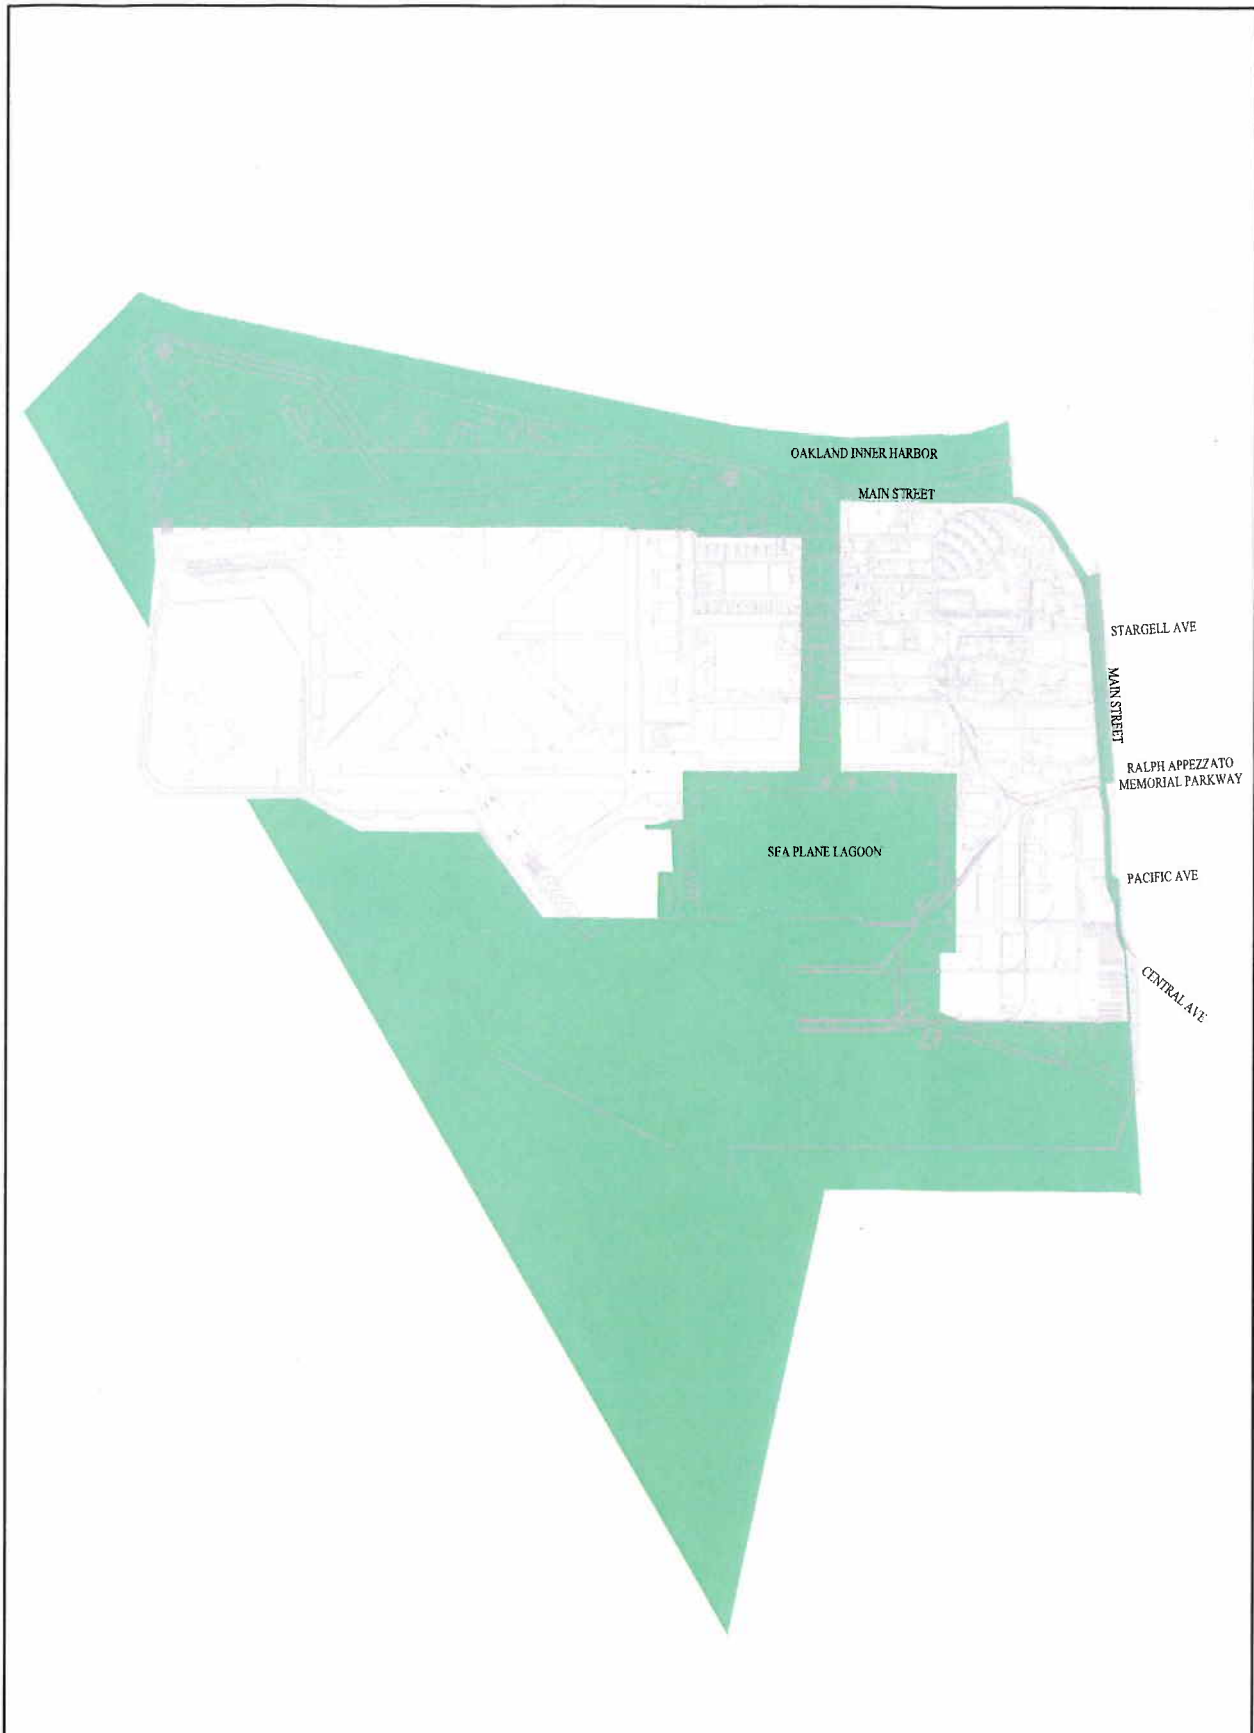 OAKLAND INNER HARBOR
MAIN STREET
STARGELL AVE
MAIN STREET
RALPH APPEZZATO
MEMORIAL PARKWAY
SEA PLANE LAGOON
PACIFIC AVE
CENTRAL AVE